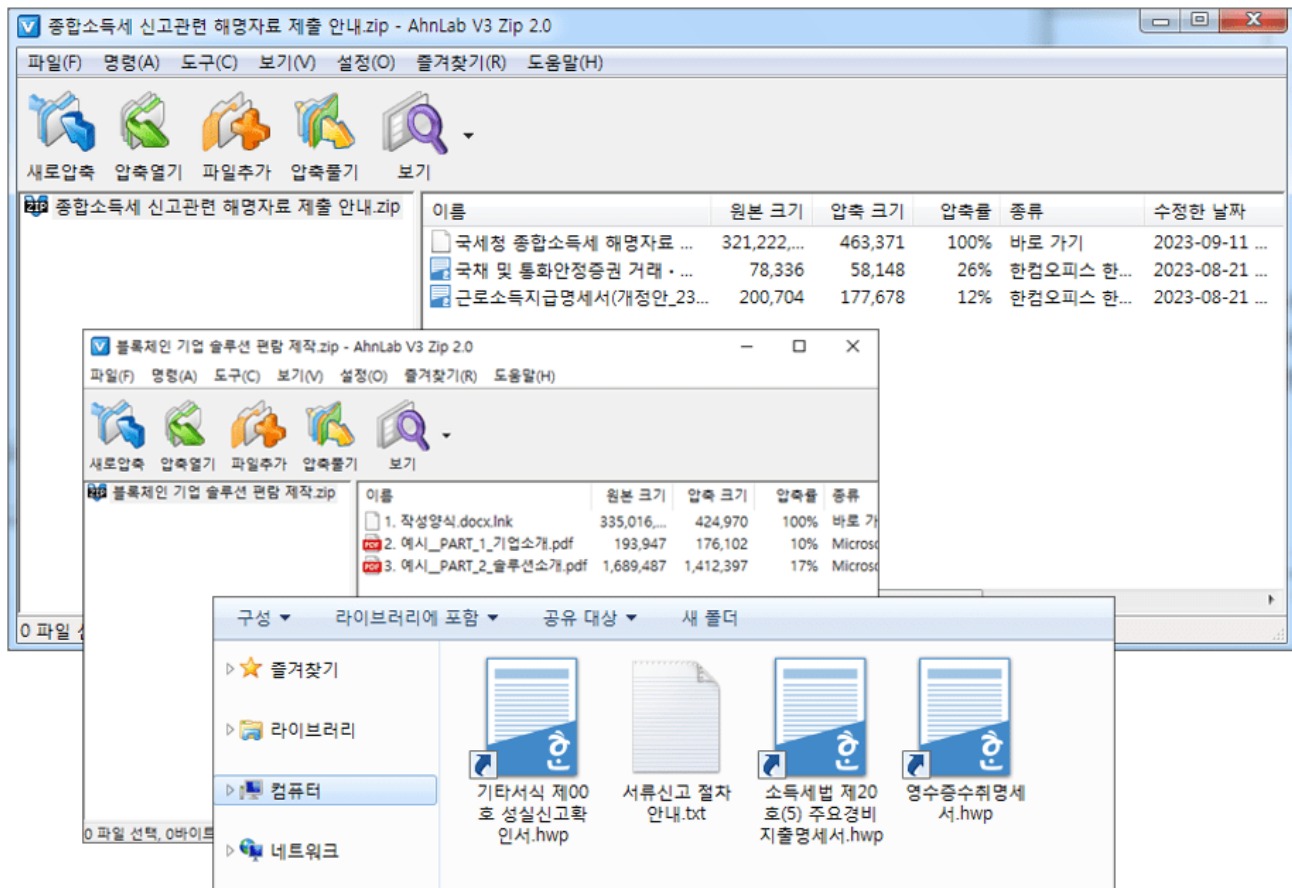 종합소득세 신고관련 해명자료 제출 안내.zip - AhnLab V3 Zip 2.0
파일(F) 명령(A) 도구(C) 보기(V) 설정(O) 즐겨찾기(R) 도움말(H)
새로압축 압축열기 파일추가 압축풀기 보기
ZIP 종합소득세 신고관련 해명자료 제출 안내.zip
이름 원본 크기 압축 크기 압축률 종류 수정한 날짜
국세청 종합소득세 해명자료 ... 321,222,... 463,371 100% 바로 가기 2023-09-11 ...
국채 및 통화안정증권 거래 · ... 78,336 58,148 26% 한컴오피스 한... 2023-08-21 ...
근로소득지급명세서(개정안_23... 200,704 177,678 12% 한컴오피스 한... 2023-08-21 ...
0 파일
블록체인 기업 솔루션 편람 제작.zip - AhnLab V3 Zip 2.0
파일(F) 명령(A) 도구(C) 보기(V) 설정(O) 즐겨찾기(R) 도움말(H)
새로압축 압축열기 파일추가 압축풀기 보기
ZIP 블록체인 기업 솔루션 편람 제작.zip
이름 원본 크기 압축 크기 압축률 종류
1. 작성양식.docx.lnk 335,016,... 424,970 100% 바로
PDF 2. 예시__PART_1_기업소개.pdf 193,947 176,102 10% Microso
PDF 3. 예시__PART_2_솔루션소개.pdf 1,689,487 1,412,397 17% Microso
0 파일 선택, 0바이트
구성 라이브러리에 포함 공유 대상 새 폴더
즐겨찾기
라이브러리
컴퓨터
네트워크
기타서식 제00
호 성실신고확
인서.hwp
서류신고 절차
안내.txt
소득세법 제20
호(5) 주요경비
지출명세서.hwp
영수증수취명세
서.hwp